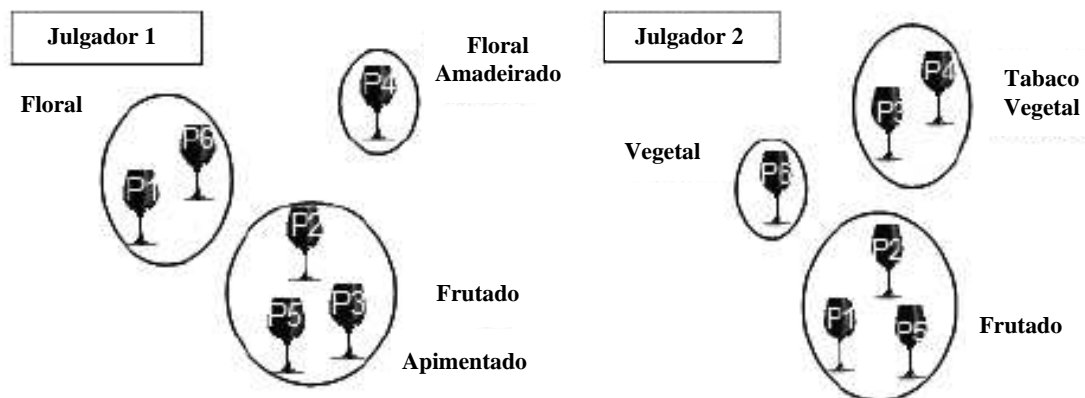 Julgador 1
Floral
Amadeirado
Floral
P4
P6
P1
P2
P5
P3
Frutado
Apimentado
Julgador 2
Tabaco
Vegetal
P4
P3
Vegetal
P6
P2
P1
P5
Frutado